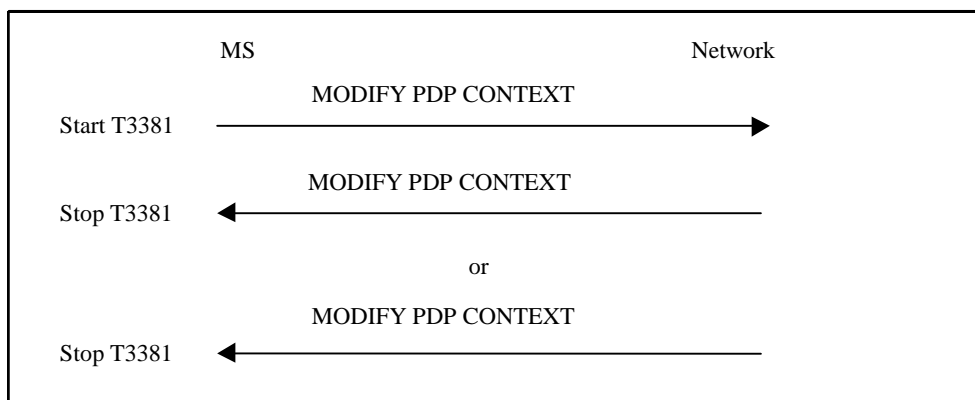 MS Network
MODIFY PDP CONTEXT
Start T3381
MODIFY PDP CONTEXT
Stop T3381
or
MODIFY PDP CONTEXT
Stop T3381